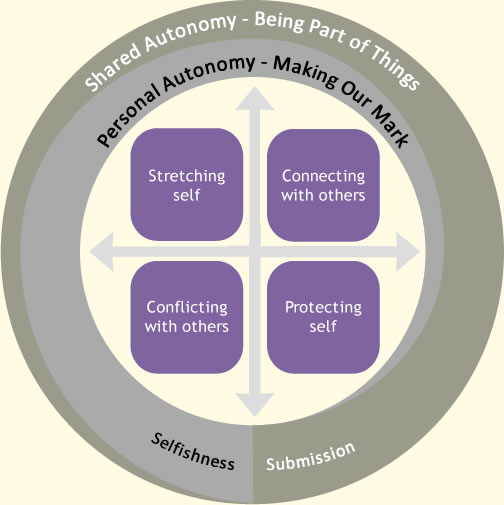 Shared Autonomy - Being Part of Things
Personal Autonomy - Making Our Mark
Stretching
self
Connecting
with others
Conflicting
with others
Protecting
self
Selfishness
Submission